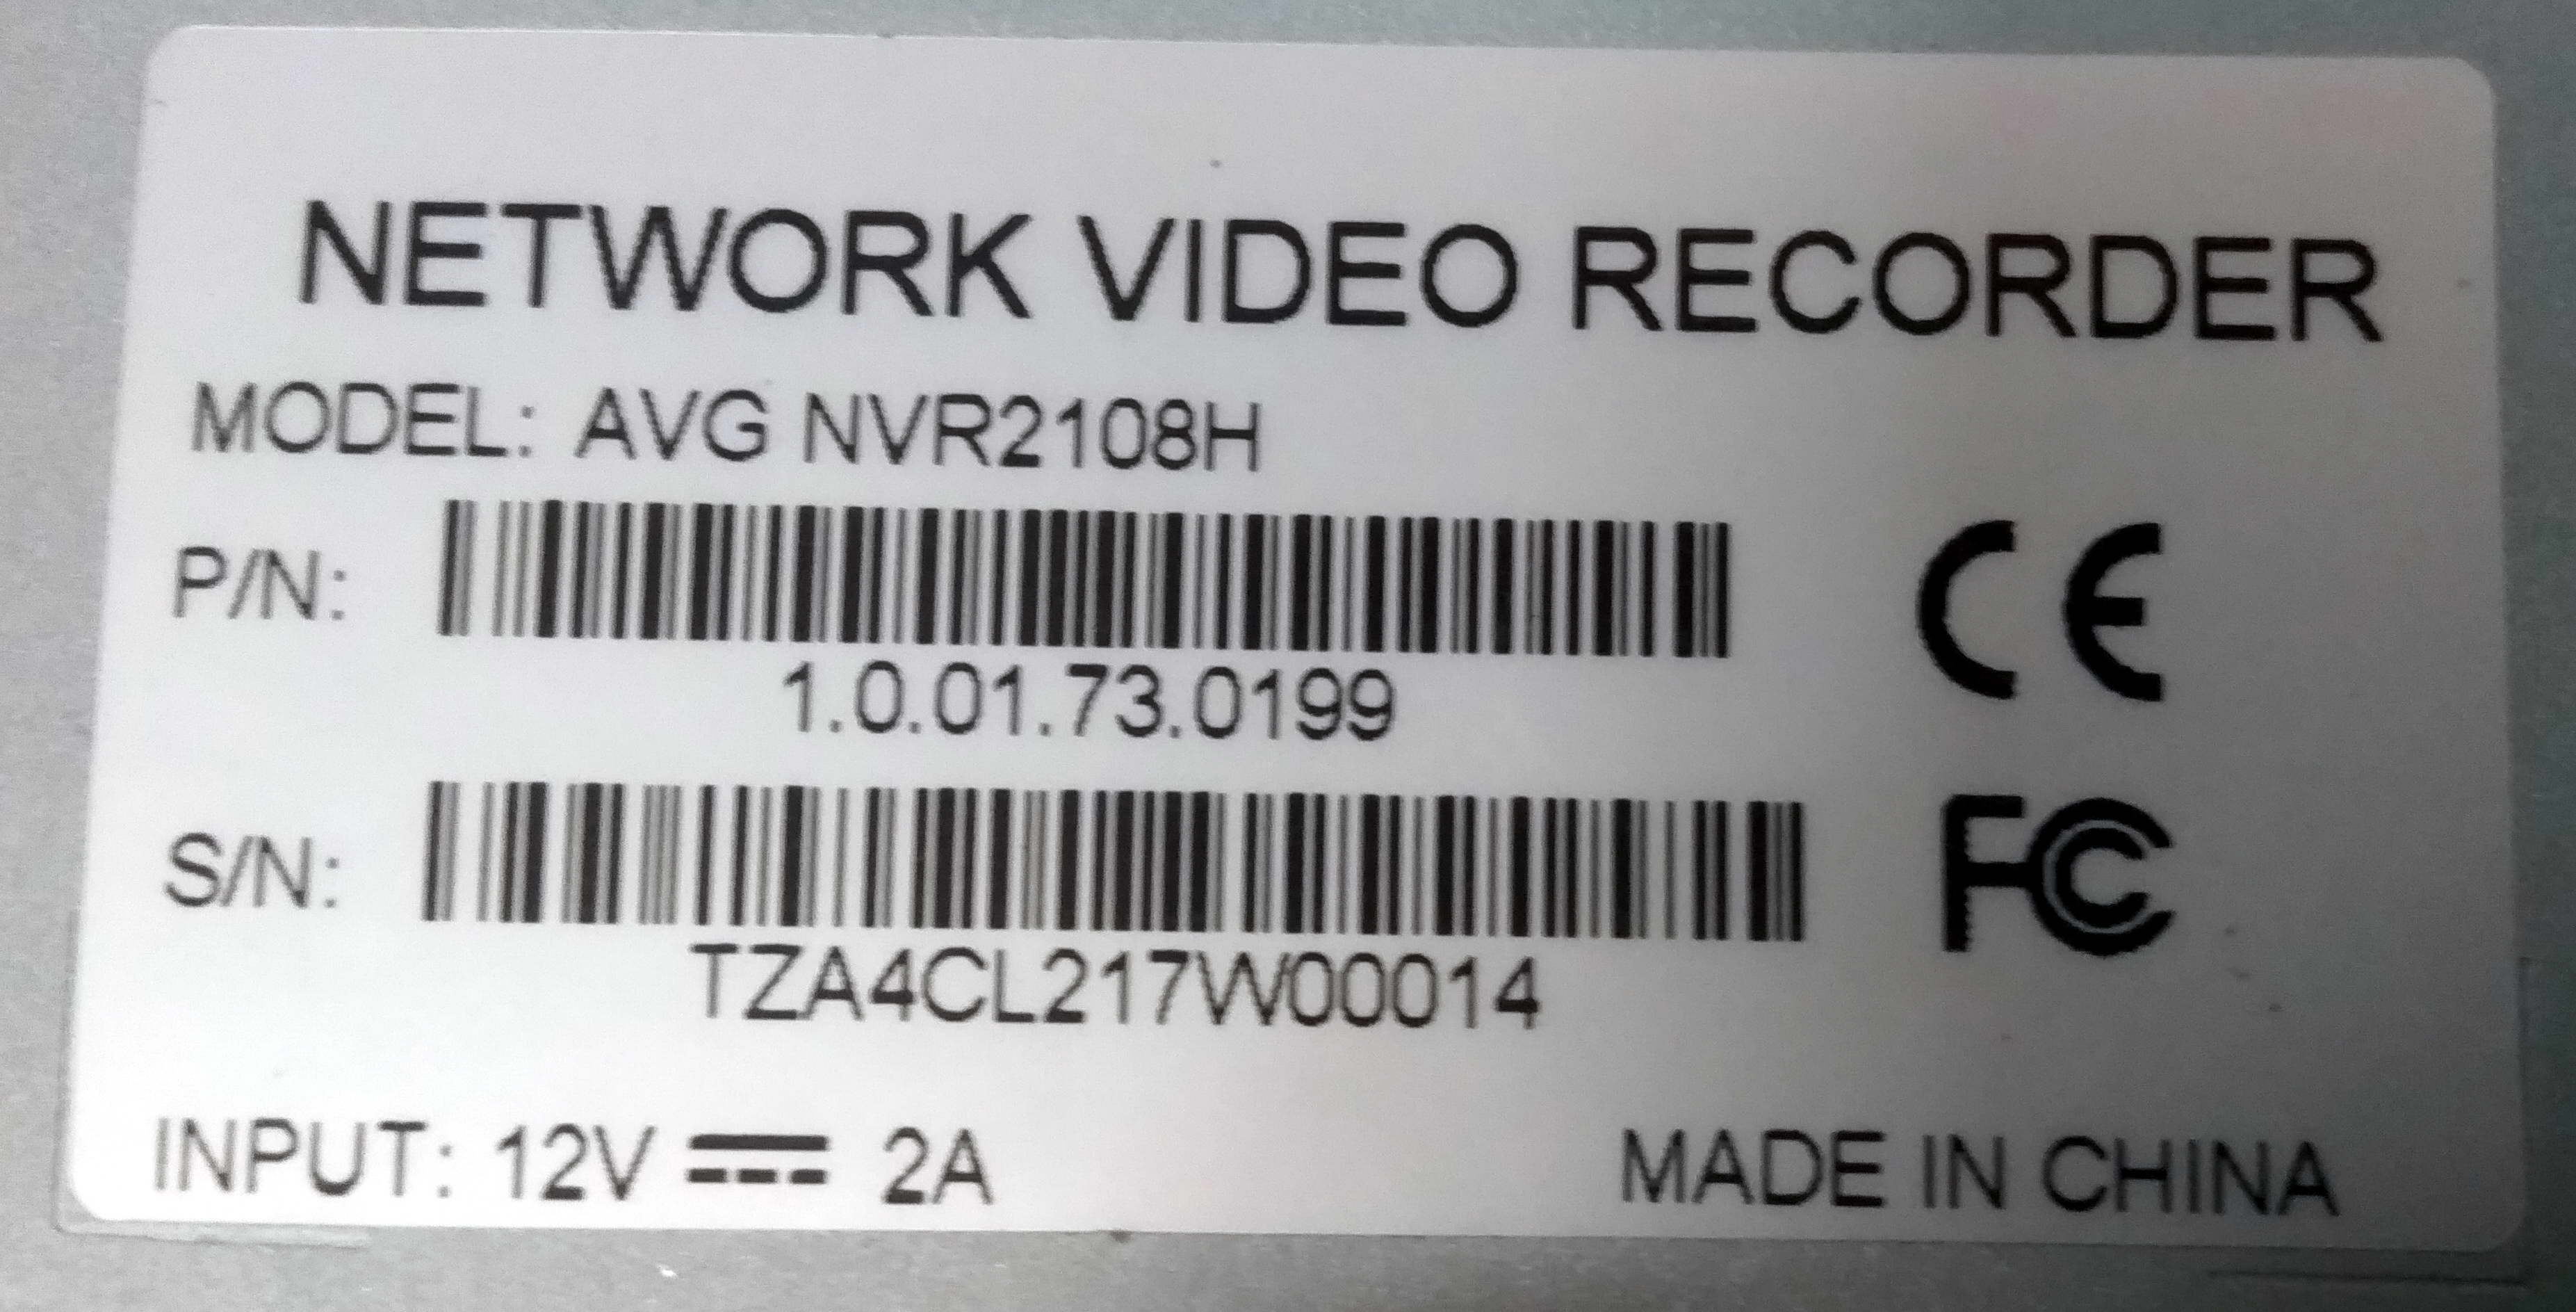 NETWORK VIDEO RECORDER
MODEL: AVG NVR2108H
P/N:
1.0.01.73.0199
CE
S/N:
TZA4CL217W00014
FC
INPUT: 12V ⎓ 2A
MADE IN CHINA